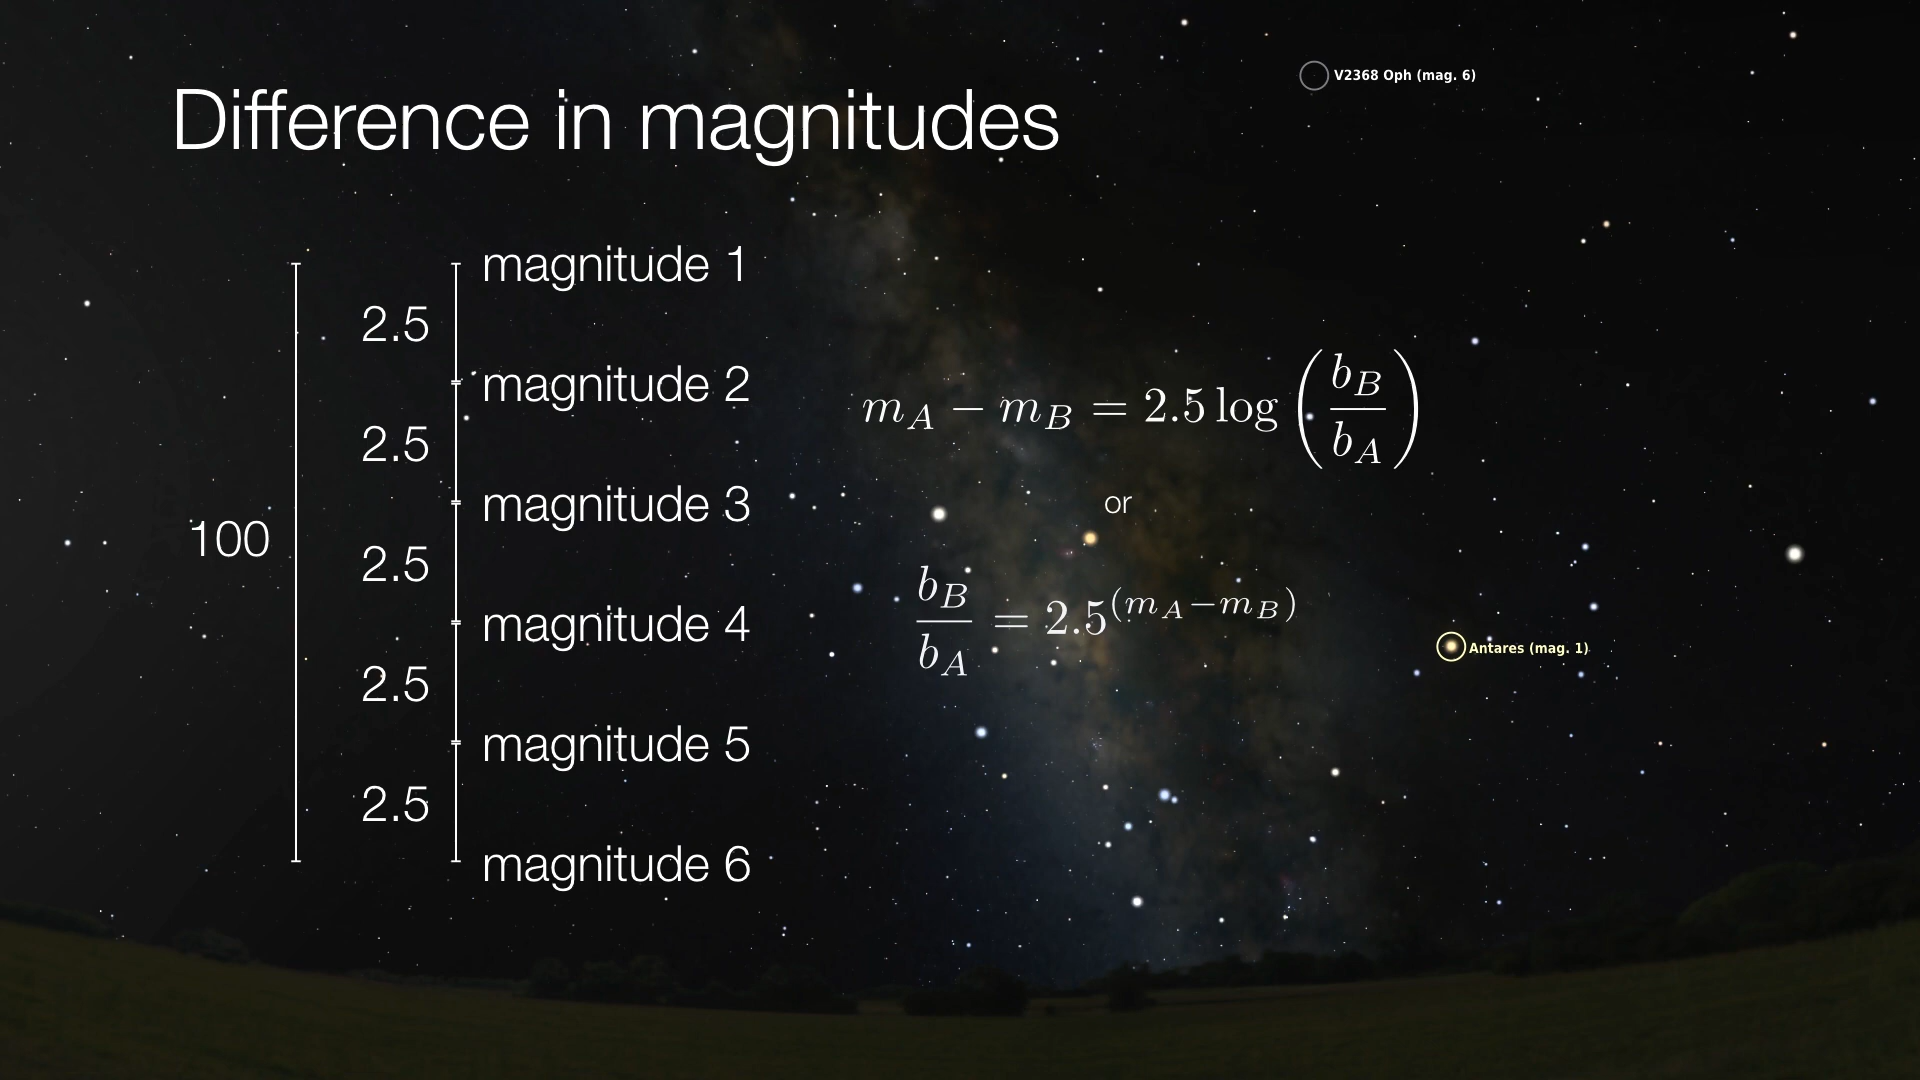 Difference in magnitudes
V2368 Oph (mag. 6)
magnitude 1
2.5
magnitude 2
2.5
magnitude 3
100
2.5
magnitude 4
2.5
magnitude 5
2.5
magnitude 6
m_A − m_B = 2.5 log (b_B / b_A)
or
b_B / b_A = 2.5^(m_A − m_B)
Antares (mag. 1)